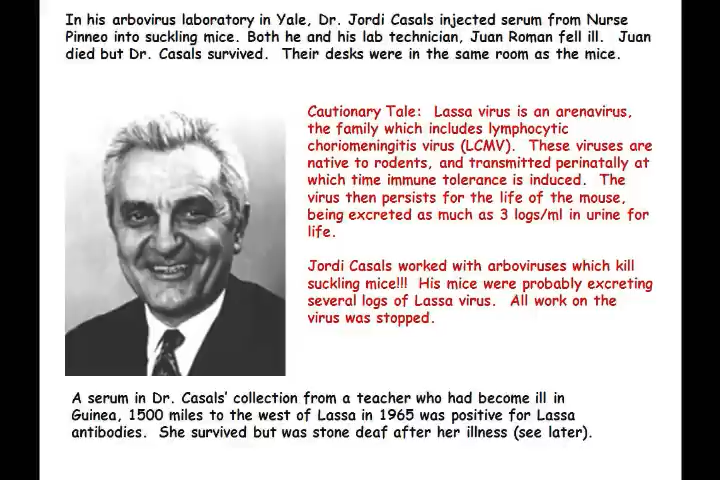 In his arbovirus laboratory in Yale, Dr. Jordi Casals injected serum from Nurse
Pinneo into suckling mice. Both he and his lab technician, Juan Roman fell ill.  Juan
died but Dr. Casals survived.  Their desks were in the same room as the mice.
Cautionary Tale:  Lassa virus is an arenavirus,
the family which includes lymphocytic
choriomeningitis virus (LCMV).  These viruses are
native to rodents, and transmitted perinatally at
which time immune tolerance is induced.  The
virus then persists for the life of the mouse,
being excreted as much as 3 logs/ml in urine for
life.
Jordi Casals worked with arboviruses which kill
suckling mice!!!  His mice were probably excreting
several logs of Lassa virus.  All work on the
virus was stopped.
A serum in Dr. Casals' collection from a teacher who had become ill in
Guinea, 1500 miles to the west of Lassa in 1965 was positive for Lassa
antibodies.  She survived but was stone deaf after her illness (see later).